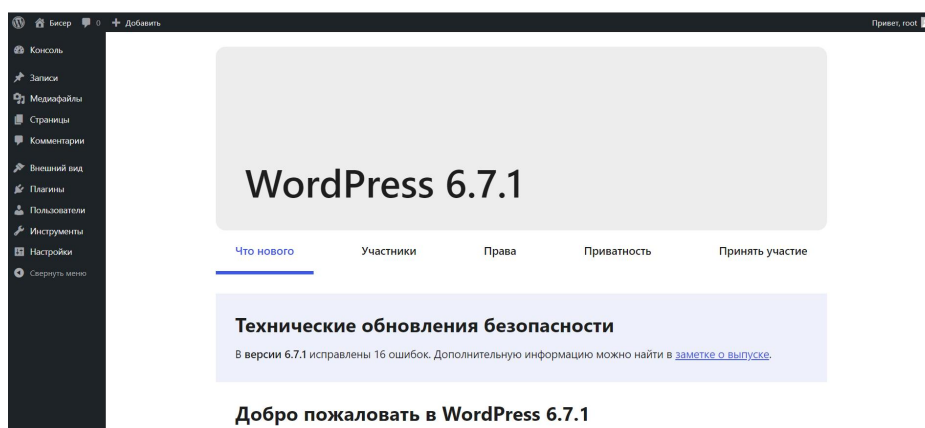 Бисер 0 Добавить Привет, root
Консоль
Записи
Медиафайлы
Страницы
Комментарии
Внешний вид
Плагины
Пользователи
Инструменты
Настройки
Свернуть меню
WordPress 6.7.1
Что нового Участники Права Приватность Принять участие
Технические обновления безопасности
В версии 6.7.1 исправлены 16 ошибок. Дополнительную информацию можно найти в заметке о выпуске.
Добро пожаловать в WordPress 6.7.1